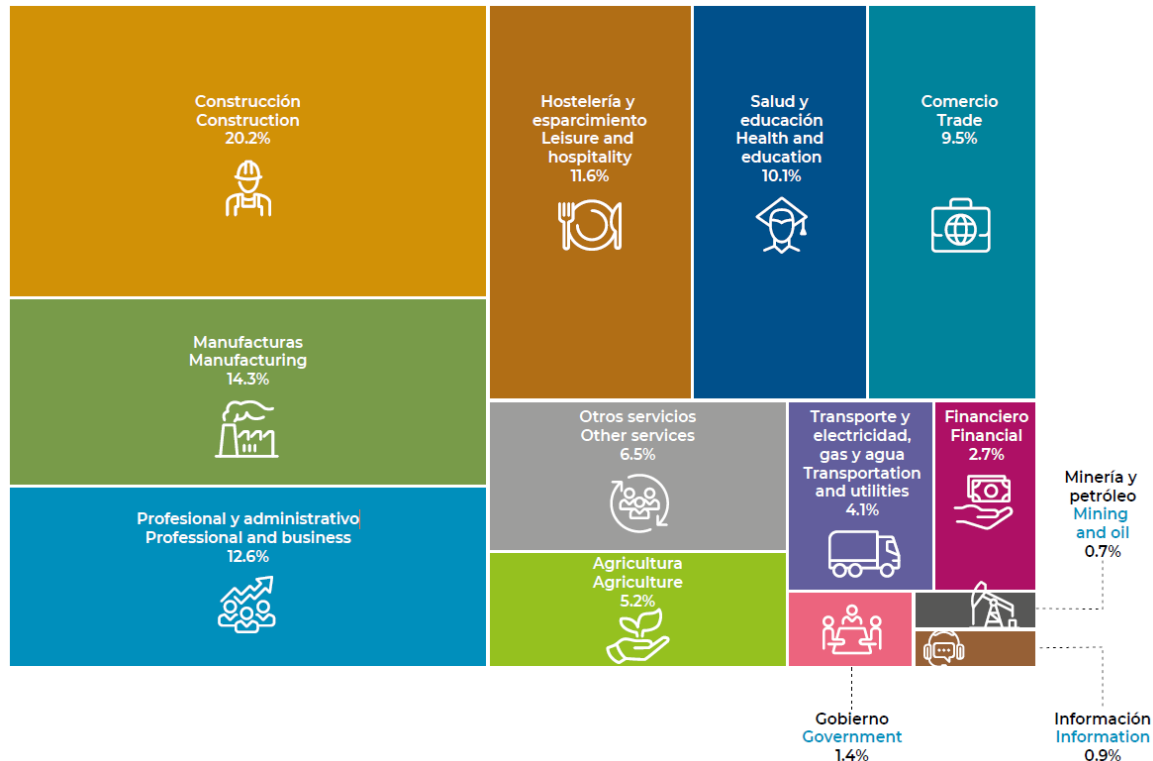 Construcción
Construction
20.2%
Hostelería y
esparcimiento
Leisure and
hospitality
11.6%
Salud y
educación
Health and
education
10.1%
Comercio
Trade
9.5%
Manufacturas
Manufacturing
14.3%
Otros servicios
Other services
6.5%
Transporte y
electricidad,
gas y agua
Transportation
and utilities
4.1%
Financiero
Financial
2.7%
Minería y
petróleo
Mining
and oil
0.7%
Profesional y administrativo
Professional and business
12.6%
Agricultura
Agriculture
5.2%
Gobierno
Government
1.4%
Información
Information
0.9%